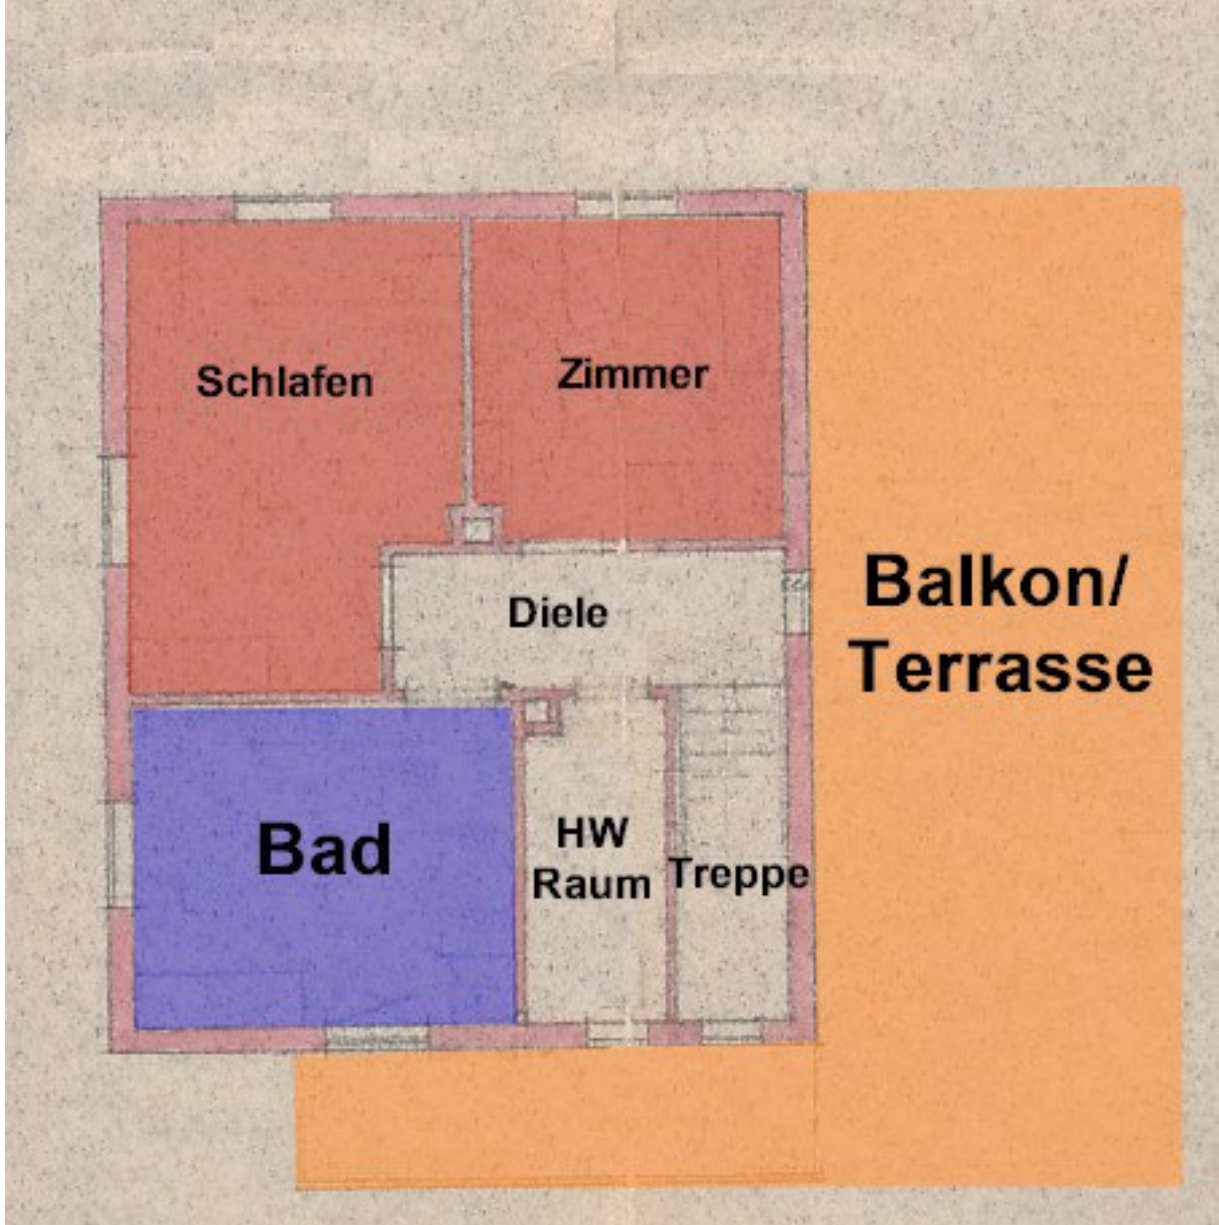 Schlafen
Zimmer
Diele
Balkon/
Terrasse
Bad
HW
Raum
Treppe